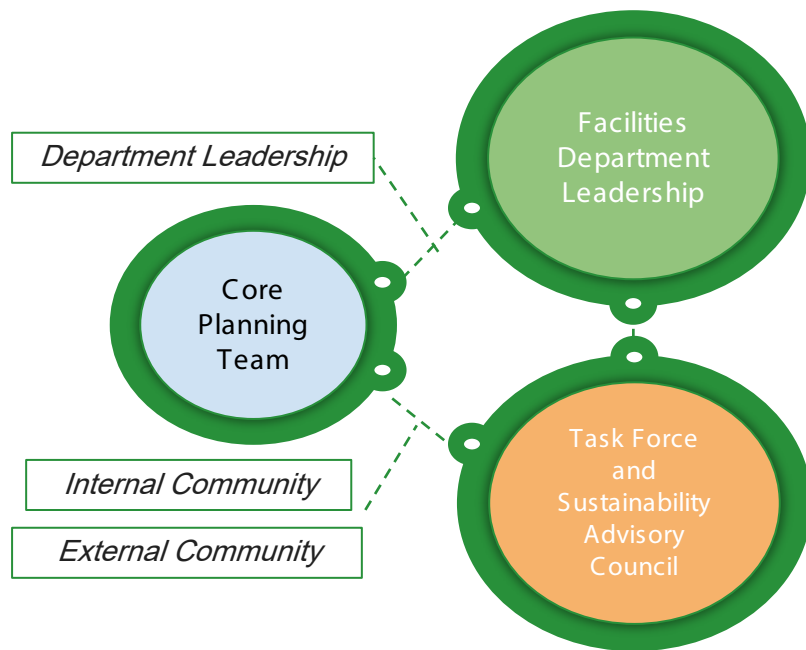 Facilities
Department
Leadership
Department Leadership
Core
Planning
Team
Internal Community
External Community
Task Force
and
Sustainability
Advisory
Council